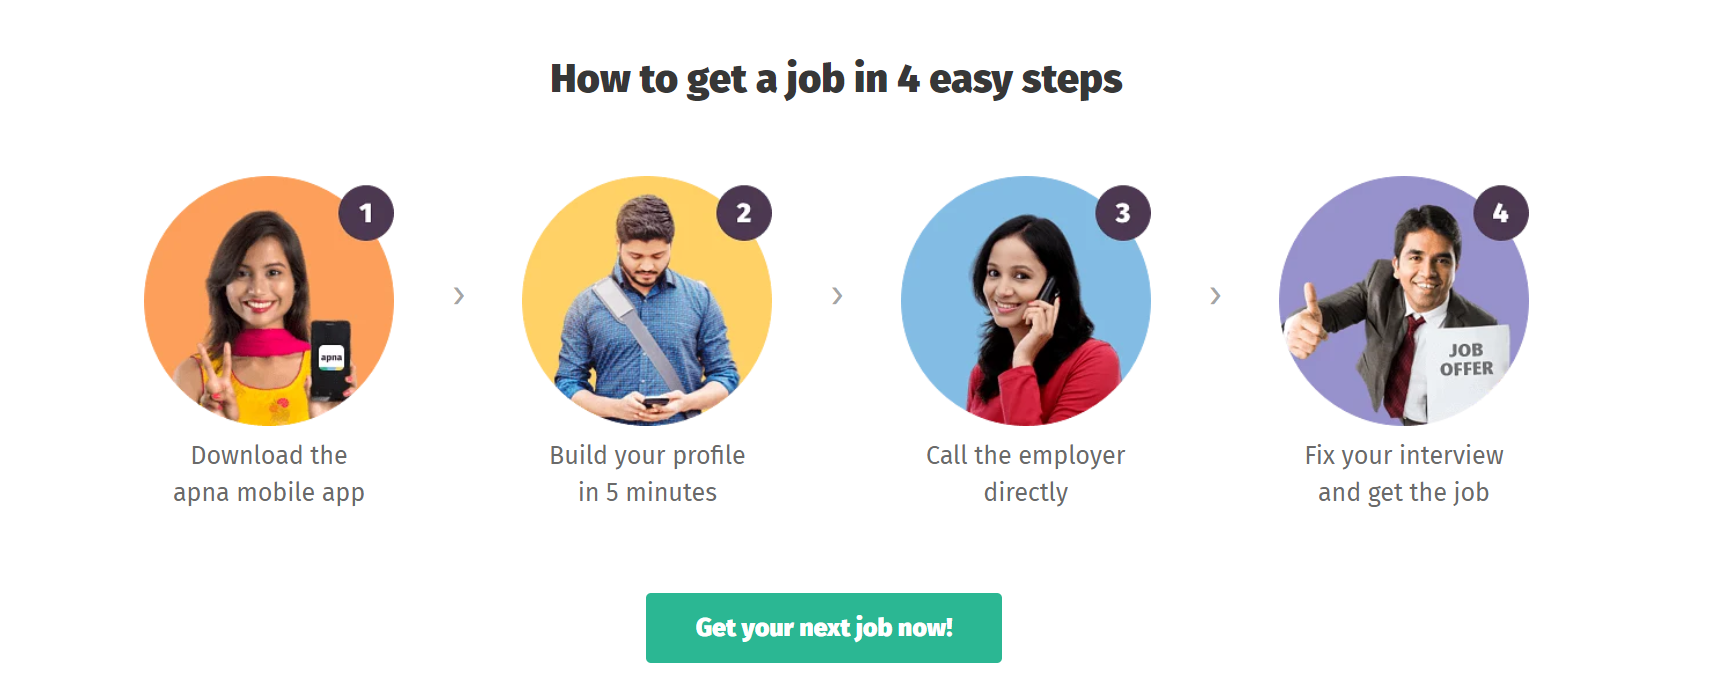 How to get a job in 4 easy steps
1
2
3
4
apna
JOB
OFFER
Download the
apna mobile app
Build your profile
in 5 minutes
Call the employer
directly
Fix your interview
and get the job
Get your next job now!